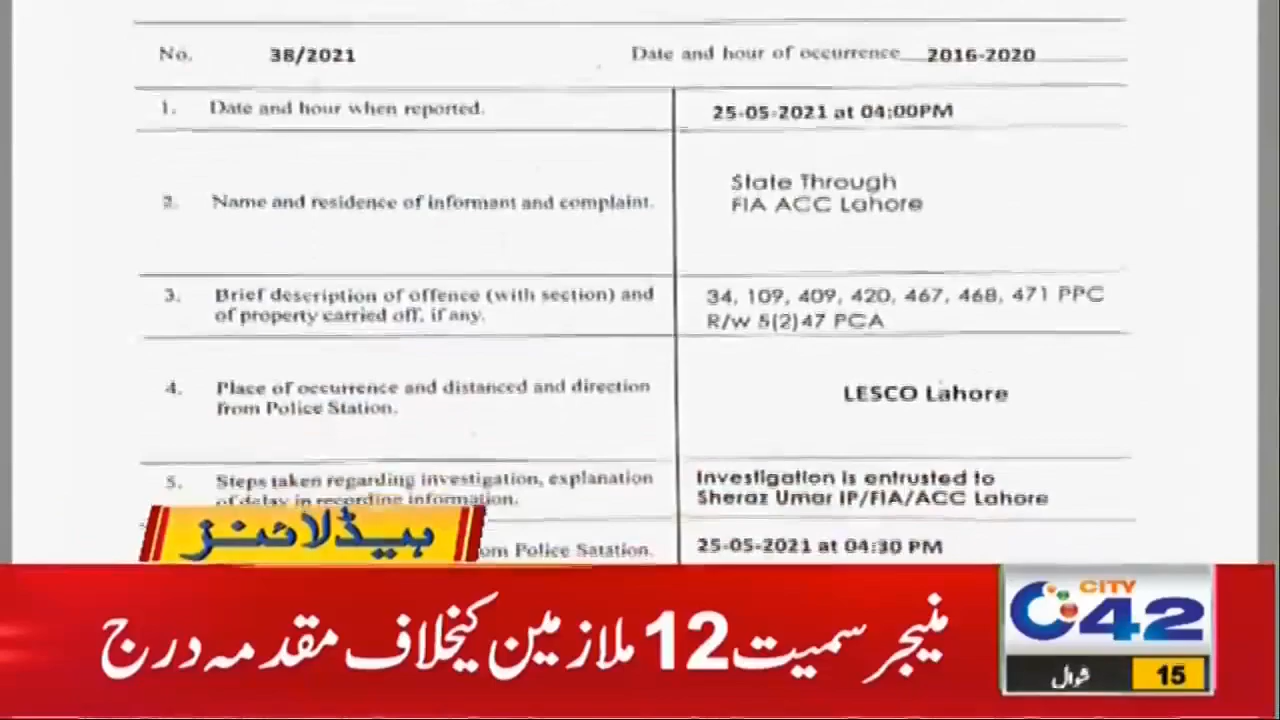 No. 38/2021 Date and hour of occurrence 2016-2020
1. Date and hour when reported. 25-05-2021 at 04:00PM
2. Name and residence of informant and complaint. State Through
FIA ACC Lahore
3. Brief description of offence (with section) and 34, 109, 409, 420, 467, 468, 471 PPC
of property carried off, if any. R/w 5(2)47 PCA
4. Place of occurrence and distanced and direction
from Police Station. LESCO Lahore
5. Steps taken regarding investigation, explanation Investigation is entrusted to
of delay in recording information. Sheraz Umar IP/FIA/ACC Lahore
om Police Satation. 25-05-2021 at 04:30 PM
ہیڈلائنز
منیجر سمیت 12 ملازمین کیخلاف مقدمہ درج
CITY
42
شوال 15